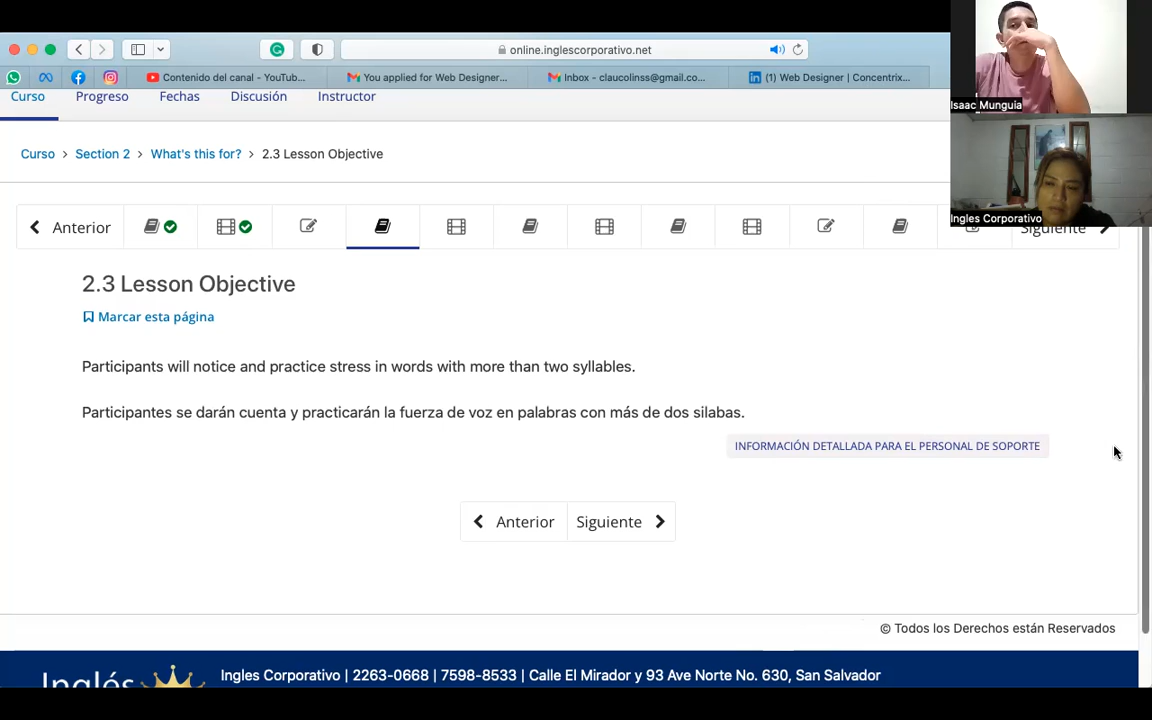 online.inglescorporativo.net
Contenido del canal - YouTub...
You applied for Web Designer...
Inbox - claucolinss@gmail.co...
(1) Web Designer | Concentrix...
Isaac Munguía
Curso
Progreso
Fechas
Discusión
Instructor
Curso > Section 2 > What's this for? > 2.3 Lesson Objective
Ingles Corporativo
Anterior
Siguiente
2.3 Lesson Objective
Marcar esta página
Participants will notice and practice stress in words with more than two syllables.
Participantes se darán cuenta y practicarán la fuerza de voz en palabras con más de dos silabas.
INFORMACIÓN DETALLADA PARA EL PERSONAL DE SOPORTE
Anterior
Siguiente
© Todos los Derechos están Reservados
Inglés
Ingles Corporativo | 2263-0668 | 7598-8533 | Calle El Mirador y 93 Ave Norte No. 630, San Salvador